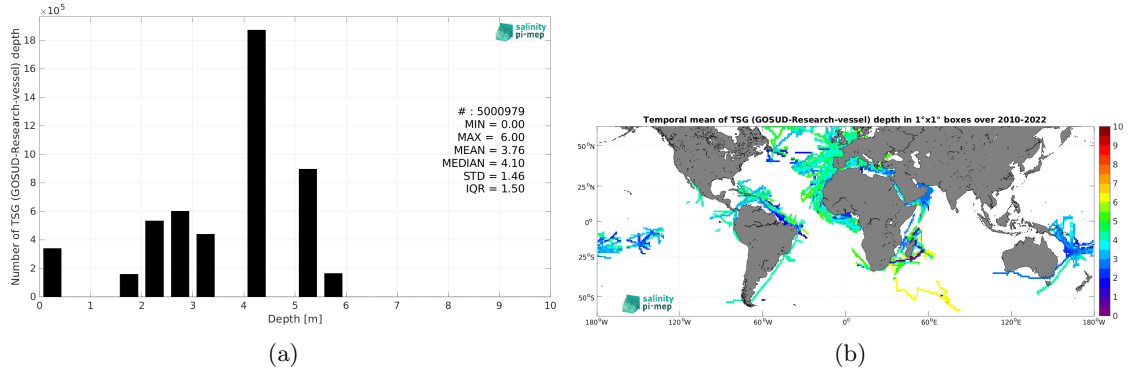 ×10⁵
salinity
pi-mep
Number of TSG (GOSUD-Research-vessel) depth
18
16
14
12
10
8
6
4
2
0
# : 5000979
MIN = 0.00
MAX = 6.00
MEAN = 3.76
MEDIAN = 4.10
STD = 1.46
IQR = 1.50
0 1 2 3 4 5 6 7 8 9 10
Depth [m]
(a)
Temporal mean of TSG (GOSUD-Research-vessel) depth in 1°x1° boxes over 2010-2022
50°N
25°N
0°
25°S
50°S
salinity
pi-mep
180°W 120°W 60°W 0° 60°E 120°E 180°W
10
9
8
7
6
5
4
3
2
1
0
(b)